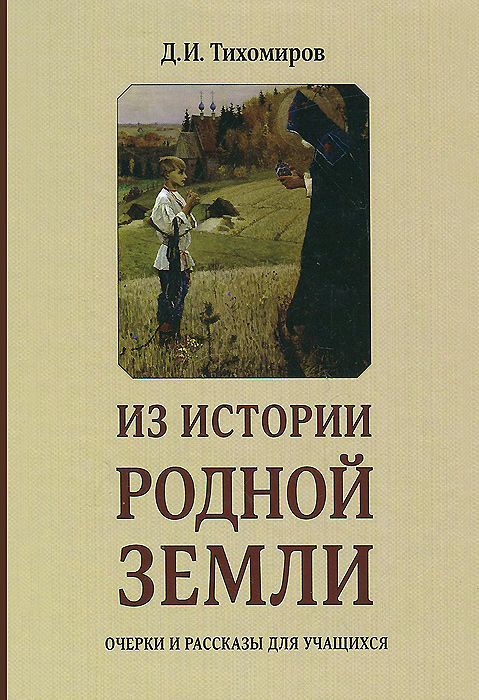 Д.И. Тихомиров
ИЗ ИСТОРИИ
РОДНОЙ
ЗЕМЛИ
ОЧЕРКИ И РАССКАЗЫ ДЛЯ УЧАЩИХСЯ